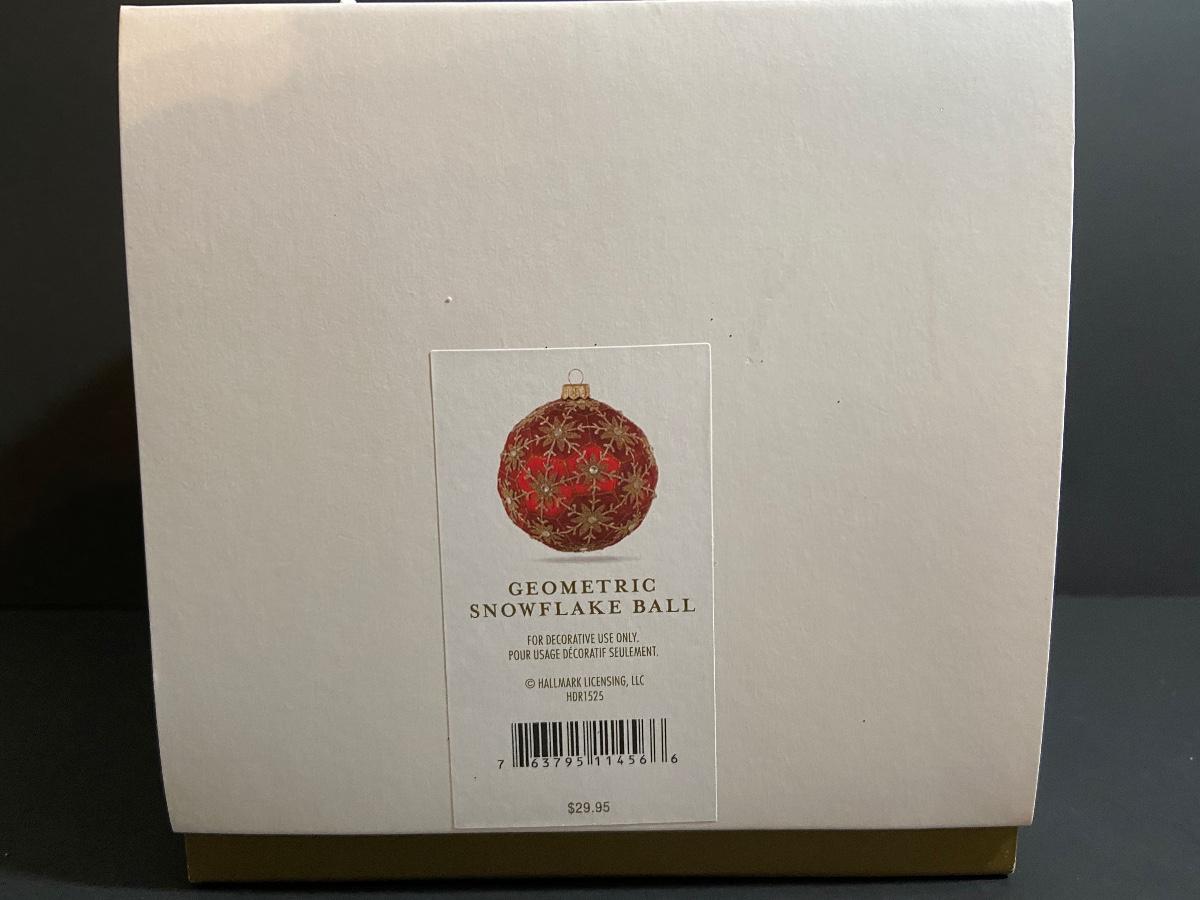 GEOMETRIC
SNOWFLAKE BALL
FOR DECORATIVE USE ONLY.
POUR USAGE DÉCORATIF SEULEMENT.
© HALLMARK LICENSING, LLC
HDR1525
7 63795 11456 6
$29.95